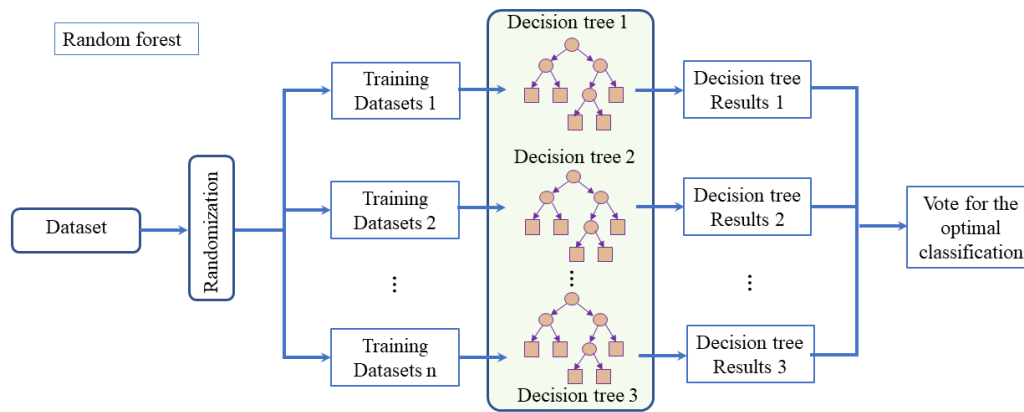 Random forest
Dataset
Randomization
Training
Datasets 1
Training
Datasets 2
...
Training
Datasets n
Decision tree 1
Decision tree 2
...
Decision tree 3
Decision tree
Results 1
Decision tree
Results 2
...
Decision tree
Results 3
Vote for the
optimal
classification